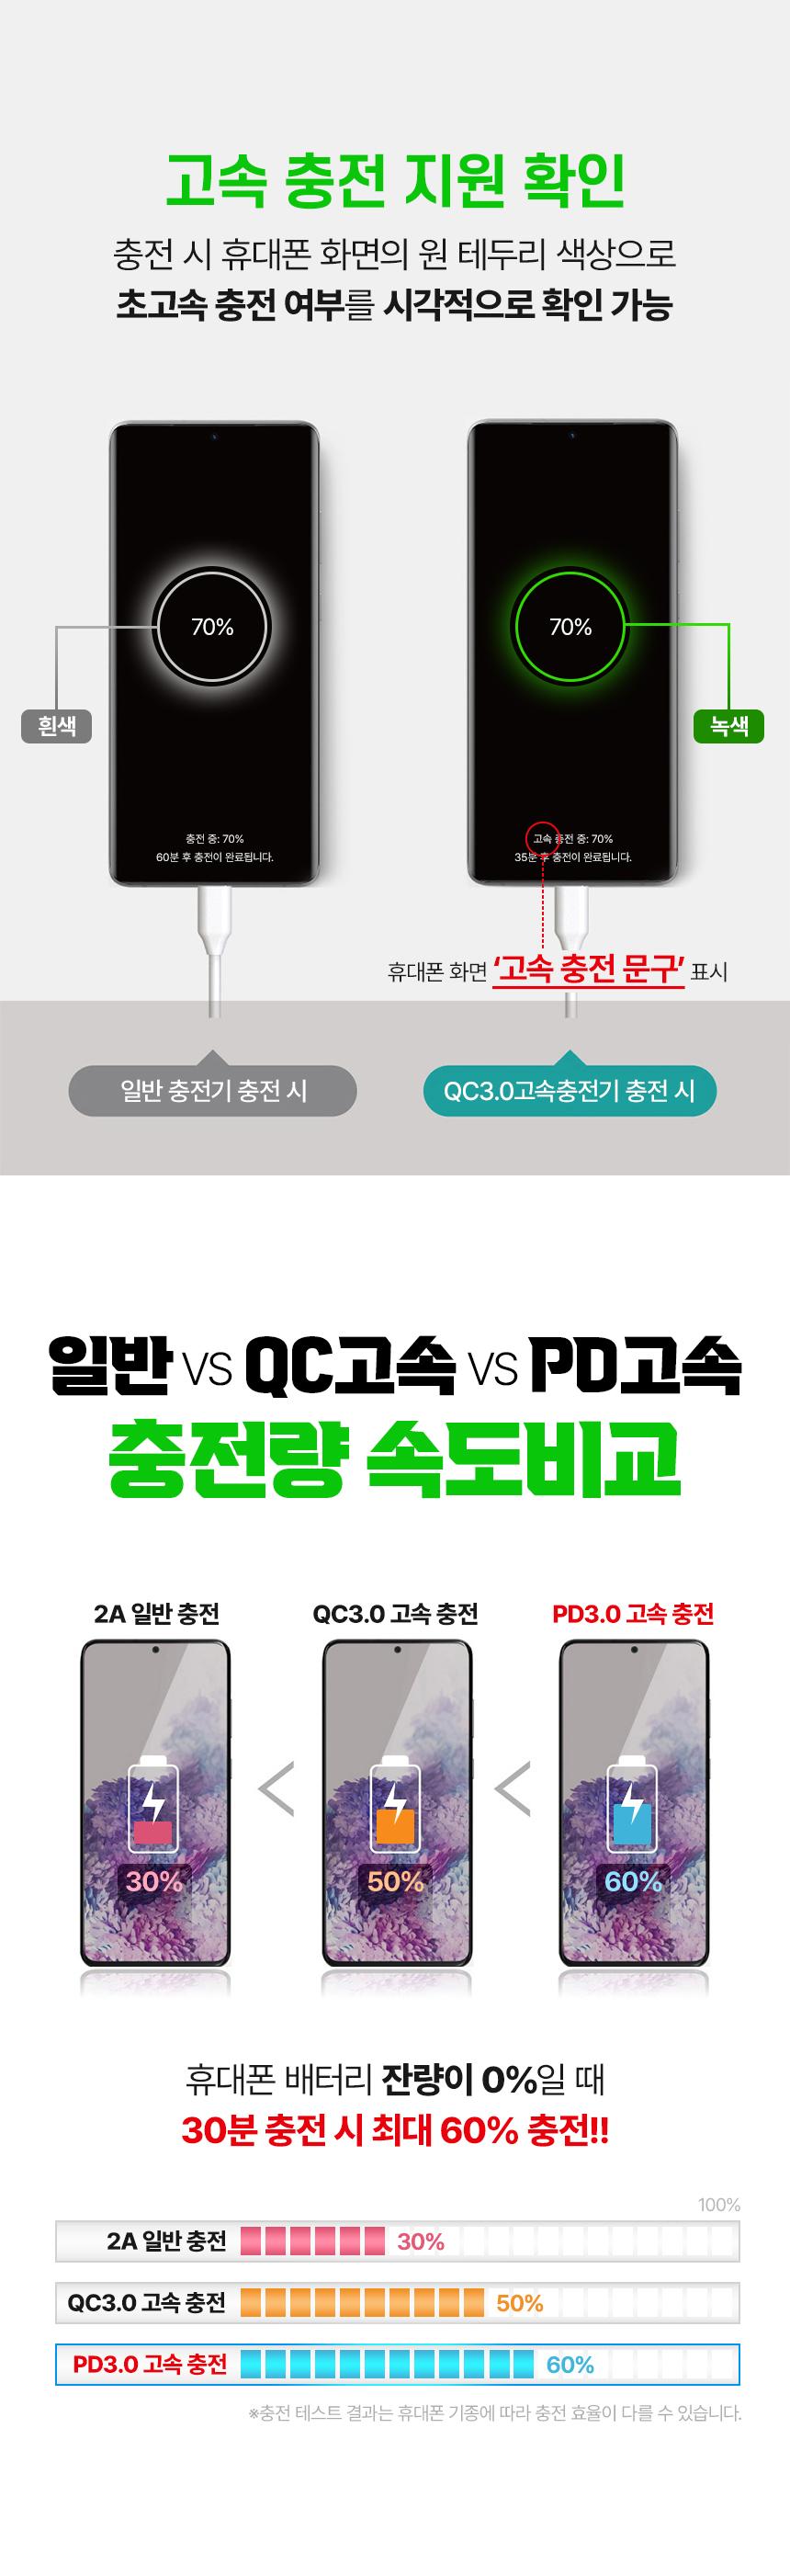 고속 충전 지원 확인
충전 시 휴대폰 화면의 원 테두리 색상으로
초고속 충전 여부를 시각적으로 확인 가능
70%
70%
흰색
녹색
충전 중: 70%
60분 후 충전이 완료됩니다.
고속 충전 중: 70%
35분 후 충전이 완료됩니다.
휴대폰 화면 '고속 충전 문구' 표시
일반 충전기 충전 시
QC3.0고속충전기 충전 시
일반 VS QC고속 VS PD고속
충전량 속도비교
2A 일반 충전
QC3.0 고속 충전
PD3.0 고속 충전
30%
50%
60%
휴대폰 배터리 잔량이 0%일 때
30분 충전 시 최대 60% 충전!!
100%
2A 일반 충전 30%
QC3.0 고속 충전 50%
PD3.0 고속 충전 60%
※충전 테스트 결과는 휴대폰 기종에 따라 충전 효율이 다를 수 있습니다.